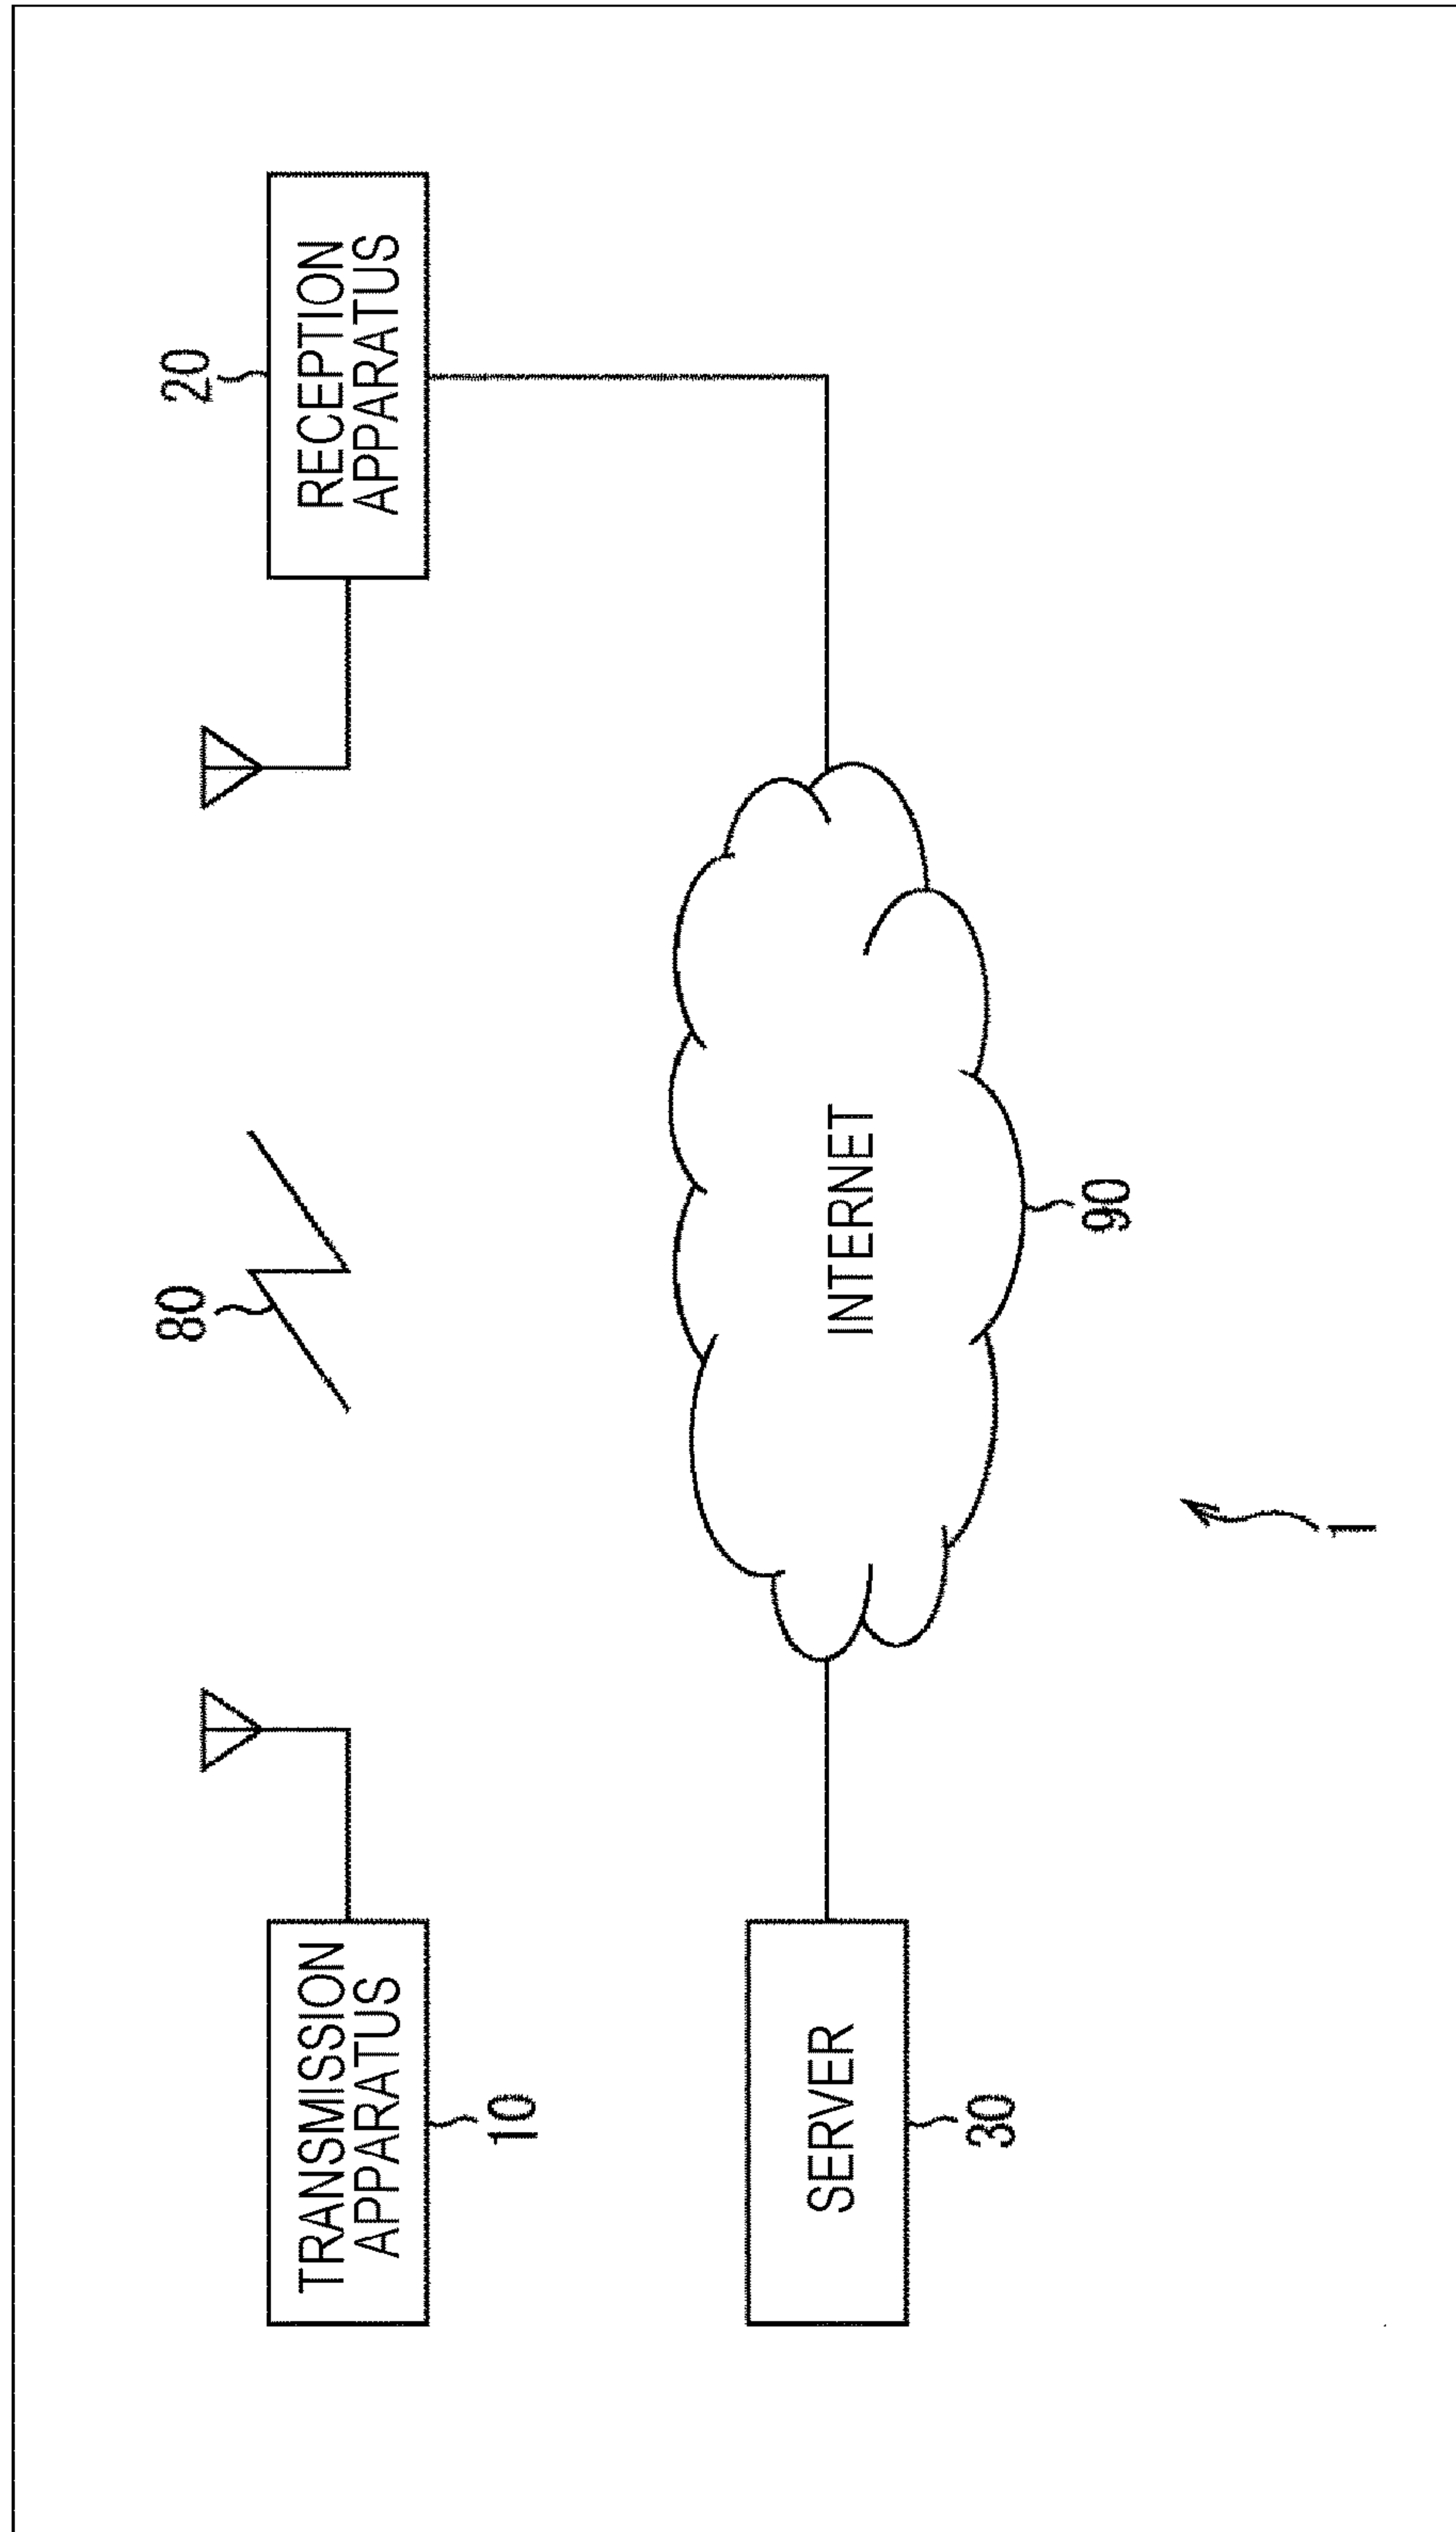 80
20
TRANSMISSION
APPARATUS
10
RECEPTION
APPARATUS
SERVER
30
INTERNET
90
1